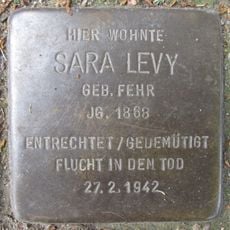 HIER WOHNTE
SARA LEVY
GEB. FEHR
JG. 1868
ENTRECHTET/GEDEMÜTIGT
FLUCHT IN DEN TOD
27.2.1942